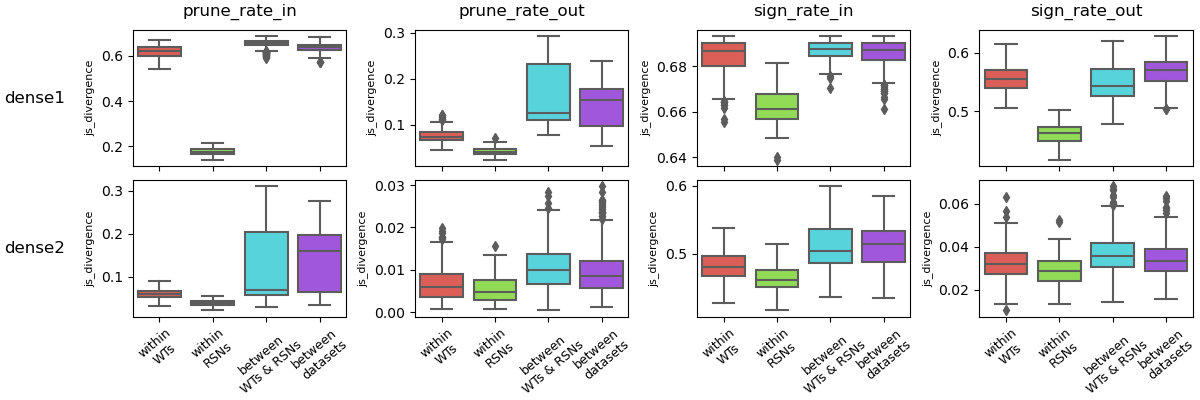 prune_rate_in prune_rate_out sign_rate_in sign_rate_out
dense1
js_divergence
0.6
0.4
0.2
js_divergence
0.3
0.2
0.1
js_divergence
0.68
0.66
0.64
js_divergence
0.6
0.5
dense2
js_divergence
0.3
0.2
0.1
js_divergence
0.03
0.02
0.01
0.00
js_divergence
0.6
0.5
js_divergence
0.06
0.04
0.02
within
WTs
within
RSNs
between
WTs & RSNs
between
datasets
within
WTs
within
RSNs
between
WTs & RSNs
between
datasets
within
WTs
within
RSNs
between
WTs & RSNs
between
datasets
within
WTs
within
RSNs
between
WTs & RSNs
between
datasets